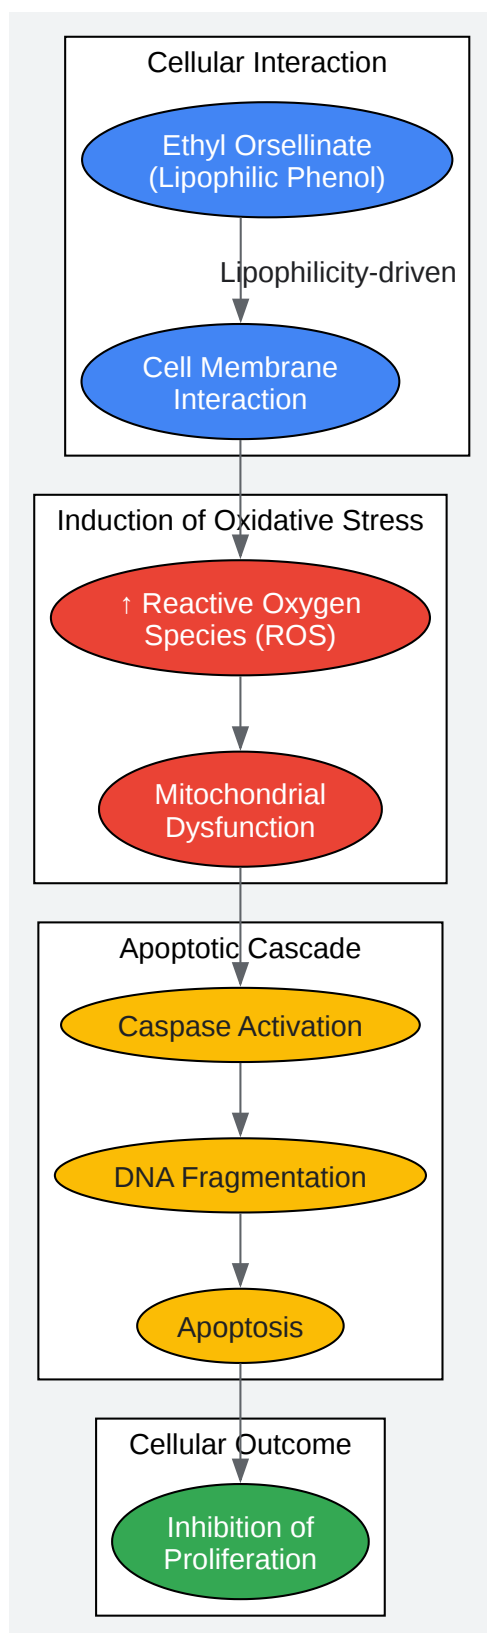 Cellular Interaction
Ethyl Orsellinate
(Lipophilic Phenol)
Lipophilicity-driven
Cell Membrane
Interaction
Induction of Oxidative Stress
↑ Reactive Oxygen
Species (ROS)
Mitochondrial
Dysfunction
Apoptotic Cascade
Caspase Activation
DNA Fragmentation
Apoptosis
Cellular Outcome
Inhibition of
Proliferation